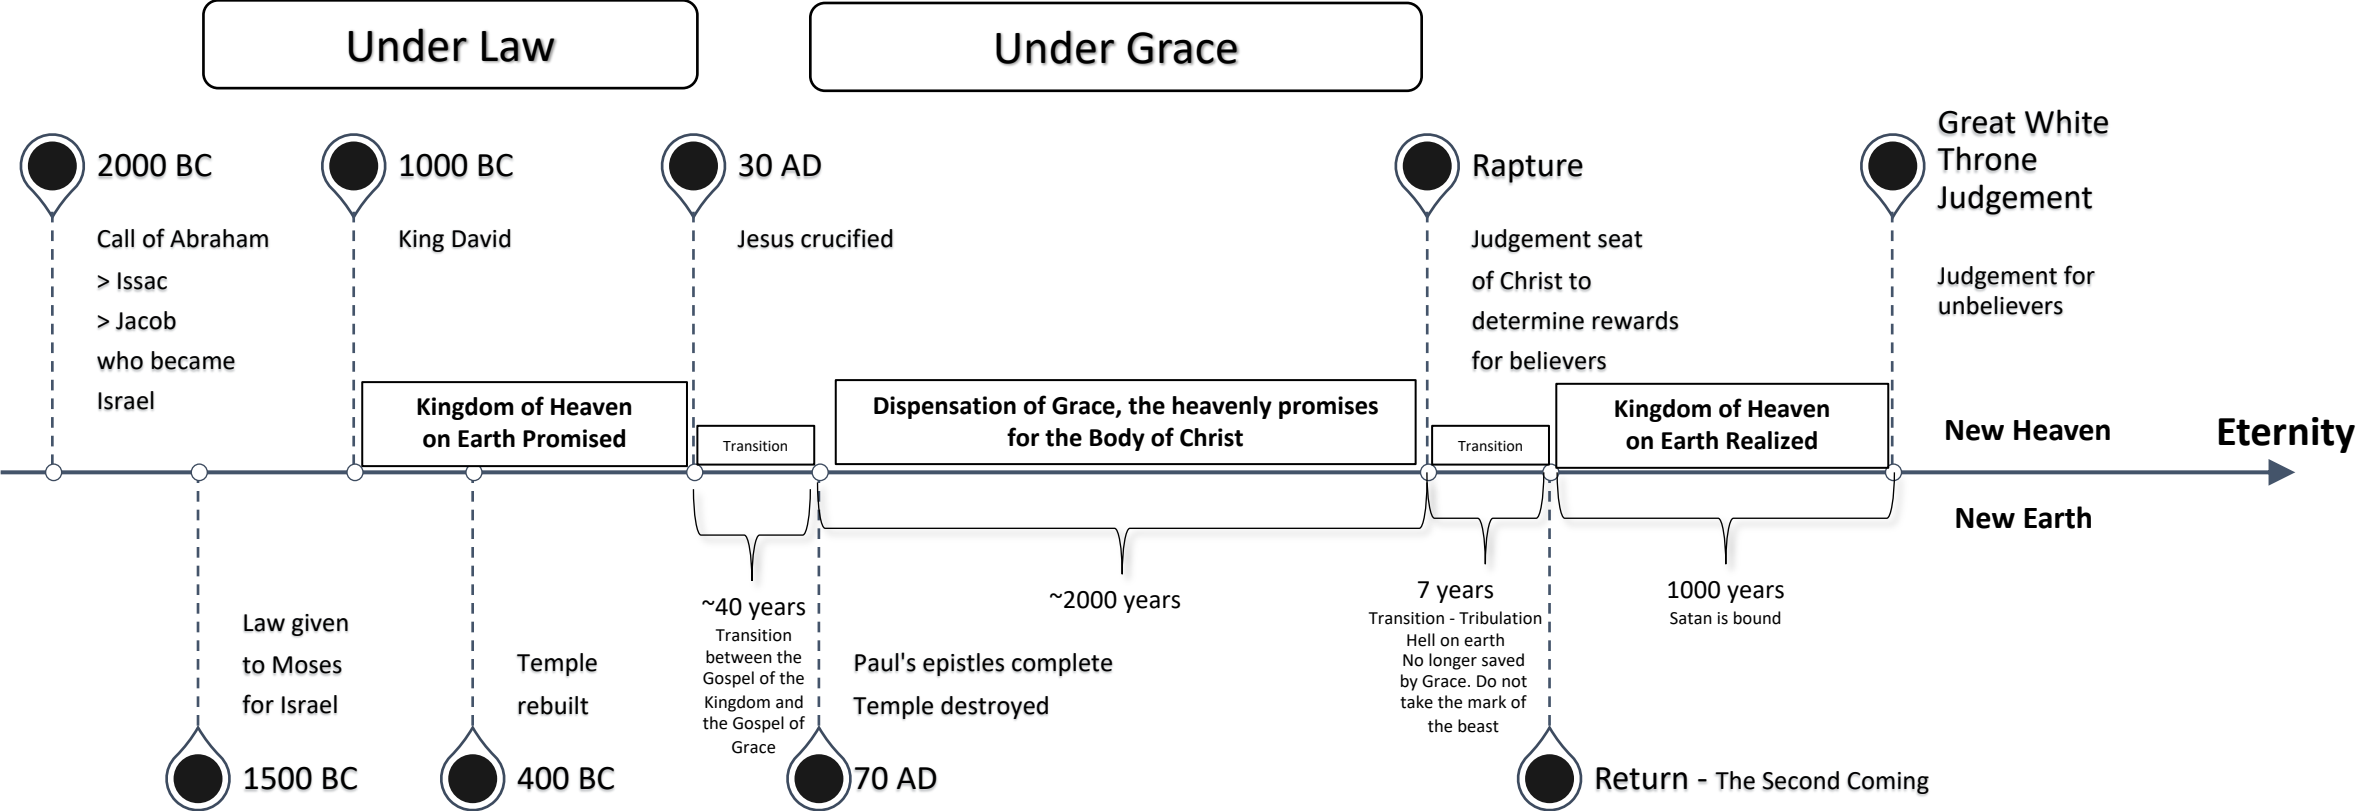 Under Law
Under Grace
2000 BC
Call of Abraham
> Issac
> Jacob
who became
Israel
1000 BC
King David
30 AD
Jesus crucified
Rapture
Judgement seat
of Christ to
determine rewards
for believers
Great White
Throne
Judgement
Judgement for
unbelievers
Kingdom of Heaven
on Earth Promised
Transition
Dispensation of Grace, the heavenly promises
for the Body of Christ
Transition
Kingdom of Heaven
on Earth Realized
New Heaven
Eternity
New Earth
Law given
to Moses
for Israel
1500 BC
Temple
rebuilt
400 BC
~40 years
Transition
between the
Gospel of the
Kingdom and
the Gospel of
Grace
~2000 years
Paul's epistles complete
Temple destroyed
70 AD
7 years
Transition - Tribulation
Hell on earth
No longer saved
by Grace. Do not
take the mark of
the beast
1000 years
Satan is bound
Return - The Second Coming